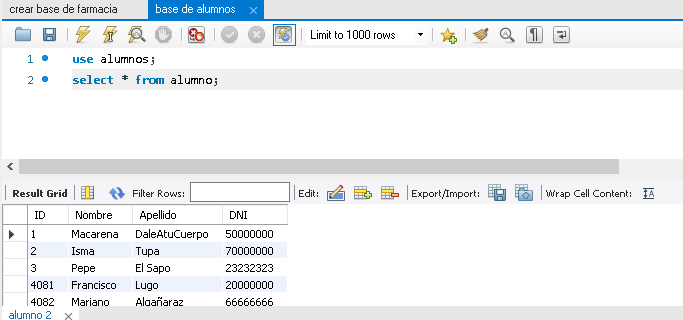 crear base de farmacia base de alumnos
Limit to 1000 rows
1 use alumnos;
2 select * from alumno;
Result Grid Filter Rows: Edit: Export/Import: Wrap Cell Content:
ID Nombre Apellido DNI
1 Macarena DaleAtuCuerpo 50000000
2 Isma Tupa 70000000
3 Pepe El Sapo 23232323
4081 Francisco Lugo 20000000
4082 Mariano Algañaraz 66666666
alumno 2